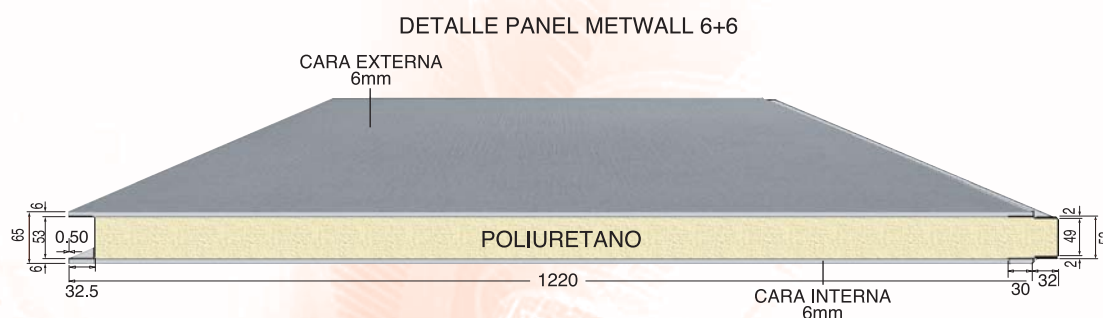 DETALLE PANEL METWALL 6+6
CARA EXTERNA
6mm
6
65
53
6
0.50
POLIURETANO
2
49
2
32.5
1220
30
32
CARA INTERNA
6mm